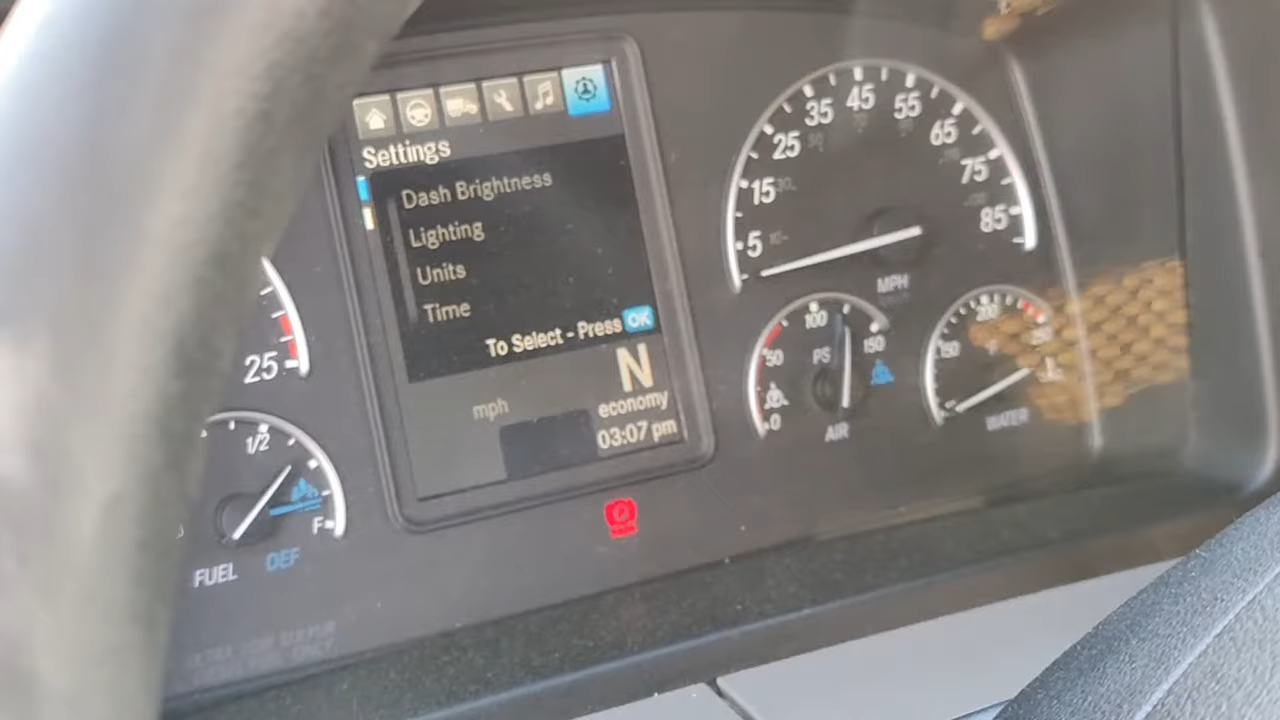 Settings
Dash Brightness
Lighting
Units
Time
To Select - Press OK
N
mph
economy
03:07 pm
25
1/2
F
FUEL
DEF
5
15
25
35
45
55
65
75
85
MPH
0
50
100
150
PS
AIR
150
200
WATER